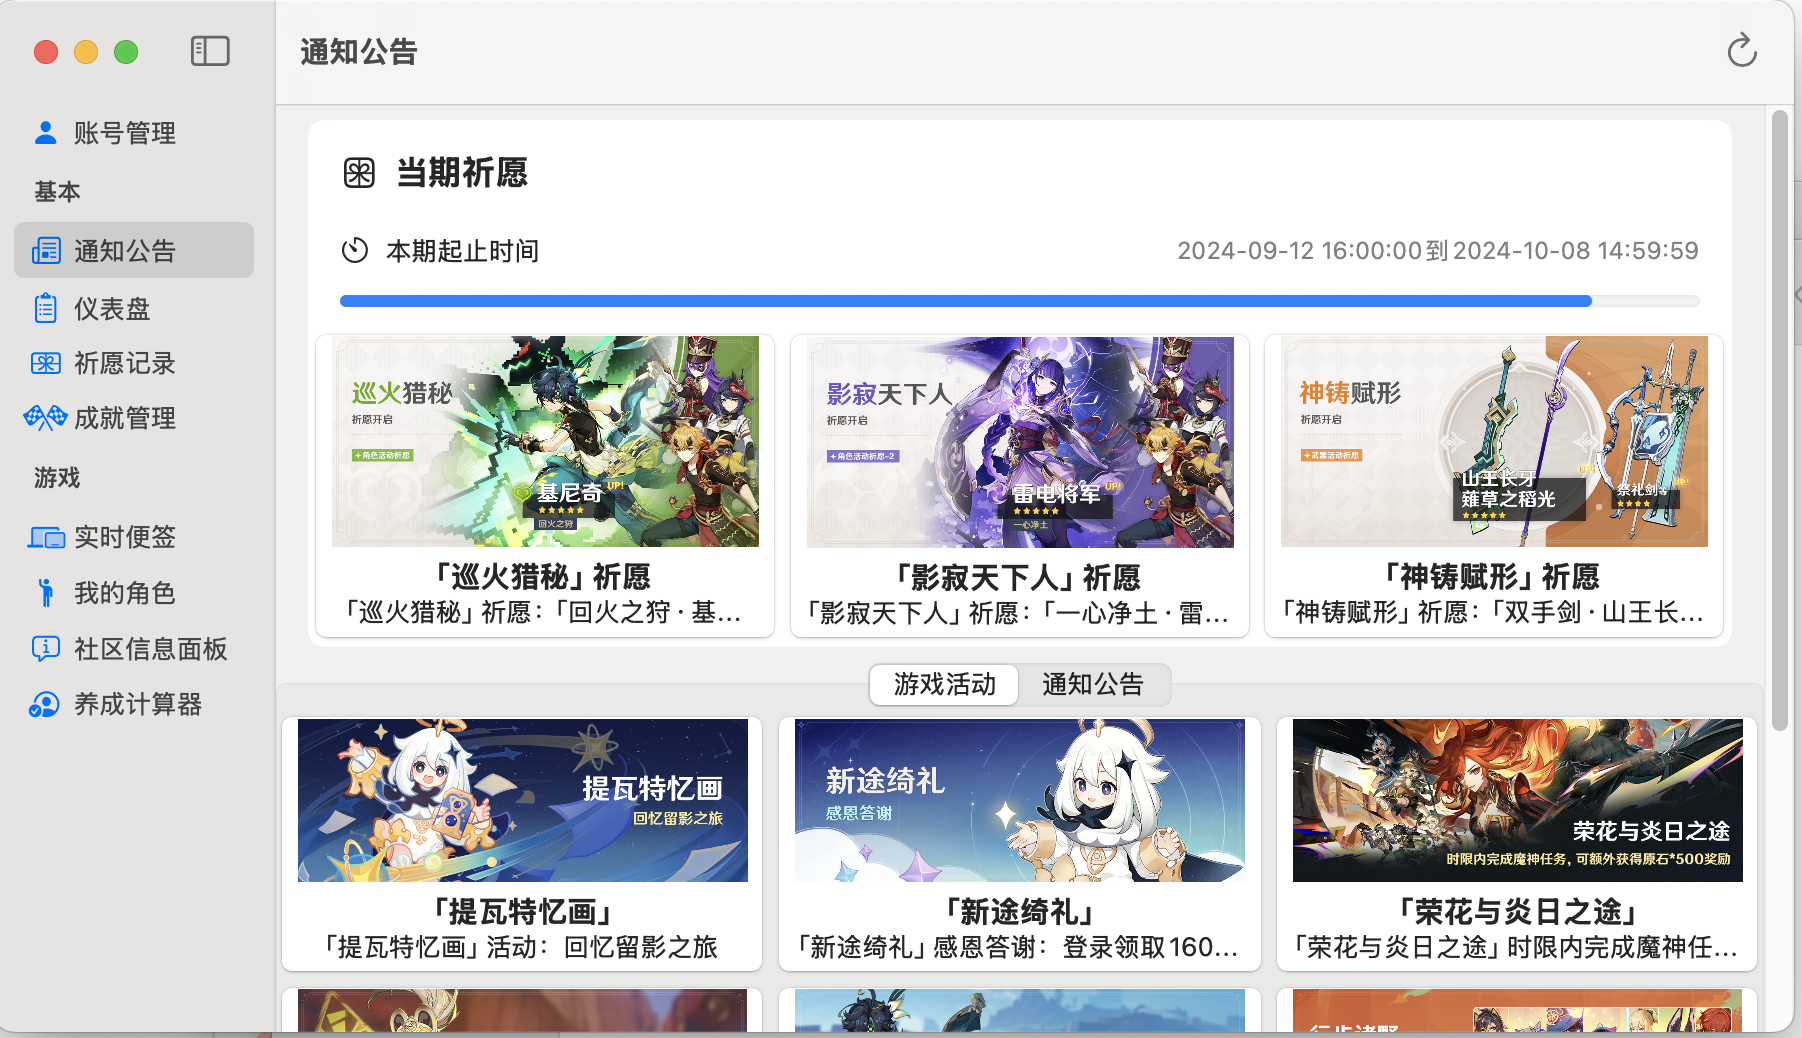 通知公告
账号管理
基本
通知公告
仪表盘
祈愿记录
成就管理
游戏
实时便签
我的角色
社区信息面板
养成计算器
当期祈愿
本期起止时间
2024-09-12 16:00:00到2024-10-08 14:59:59
巡火猎秘
祈愿开启
+角色活动祈愿
基尼奇 UP!
回火之狩
「巡火猎秘」祈愿
「巡火猎秘」祈愿：「回火之狩·基...
影寂天下人
祈愿开启
+角色活动祈愿-2
雷电将军 UP!
一心净土
「影寂天下人」祈愿
「影寂天下人」祈愿：「一心净土·雷...
神铸赋形
祈愿开启
+武器活动祈愿
山王长牙
薙草之稻光
UP!
祭礼剑等
UP!
「神铸赋形」祈愿
「神铸赋形」祈愿：「双手剑·山王长...
游戏活动
通知公告
提瓦特忆画
回忆留影之旅
「提瓦特忆画」
「提瓦特忆画」活动：回忆留影之旅
新途绮礼
感恩答谢
「新途绮礼」
「新途绮礼」感恩答谢：登录领取160...
荣花与炎日之途
时限内完成魔神任务，可额外获得原石*500奖励
「荣花与炎日之途」
「荣花与炎日之途」时限内完成魔神任...